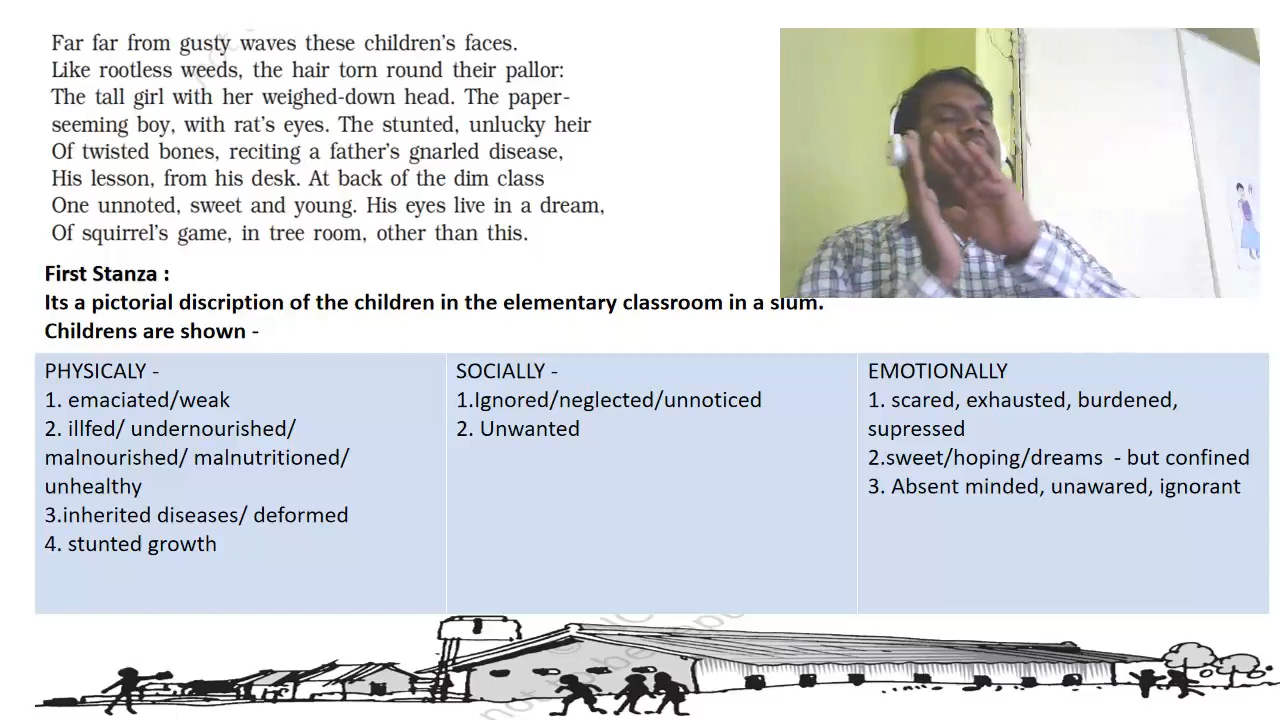 Far far from gusty waves these children's faces.
Like rootless weeds, the hair torn round their pallor:
The tall girl with her weighed-down head. The paper-
seeming boy, with rat's eyes. The stunted, unlucky heir
Of twisted bones, reciting a father's gnarled disease,
His lesson, from his desk. At back of the dim class
One unnoted, sweet and young. His eyes live in a dream,
Of squirrel's game, in tree room, other than this.
First Stanza :
Its a pictorial discription of the children in the elementary classroom in a slum.
Childrens are shown -
PHYSICALY -
1. emaciated/weak
2. illfed/ undernourished/
malnourished/ malnutritioned/
unhealthy
3.inherited diseases/ deformed
4. stunted growth
SOCIALLY -
1.Ignored/neglected/unnoticed
2. Unwanted
EMOTIONALLY
1. scared, exhausted, burdened,
supressed
2.sweet/hoping/dreams - but confined
3. Absent minded, unawared, ignorant
not